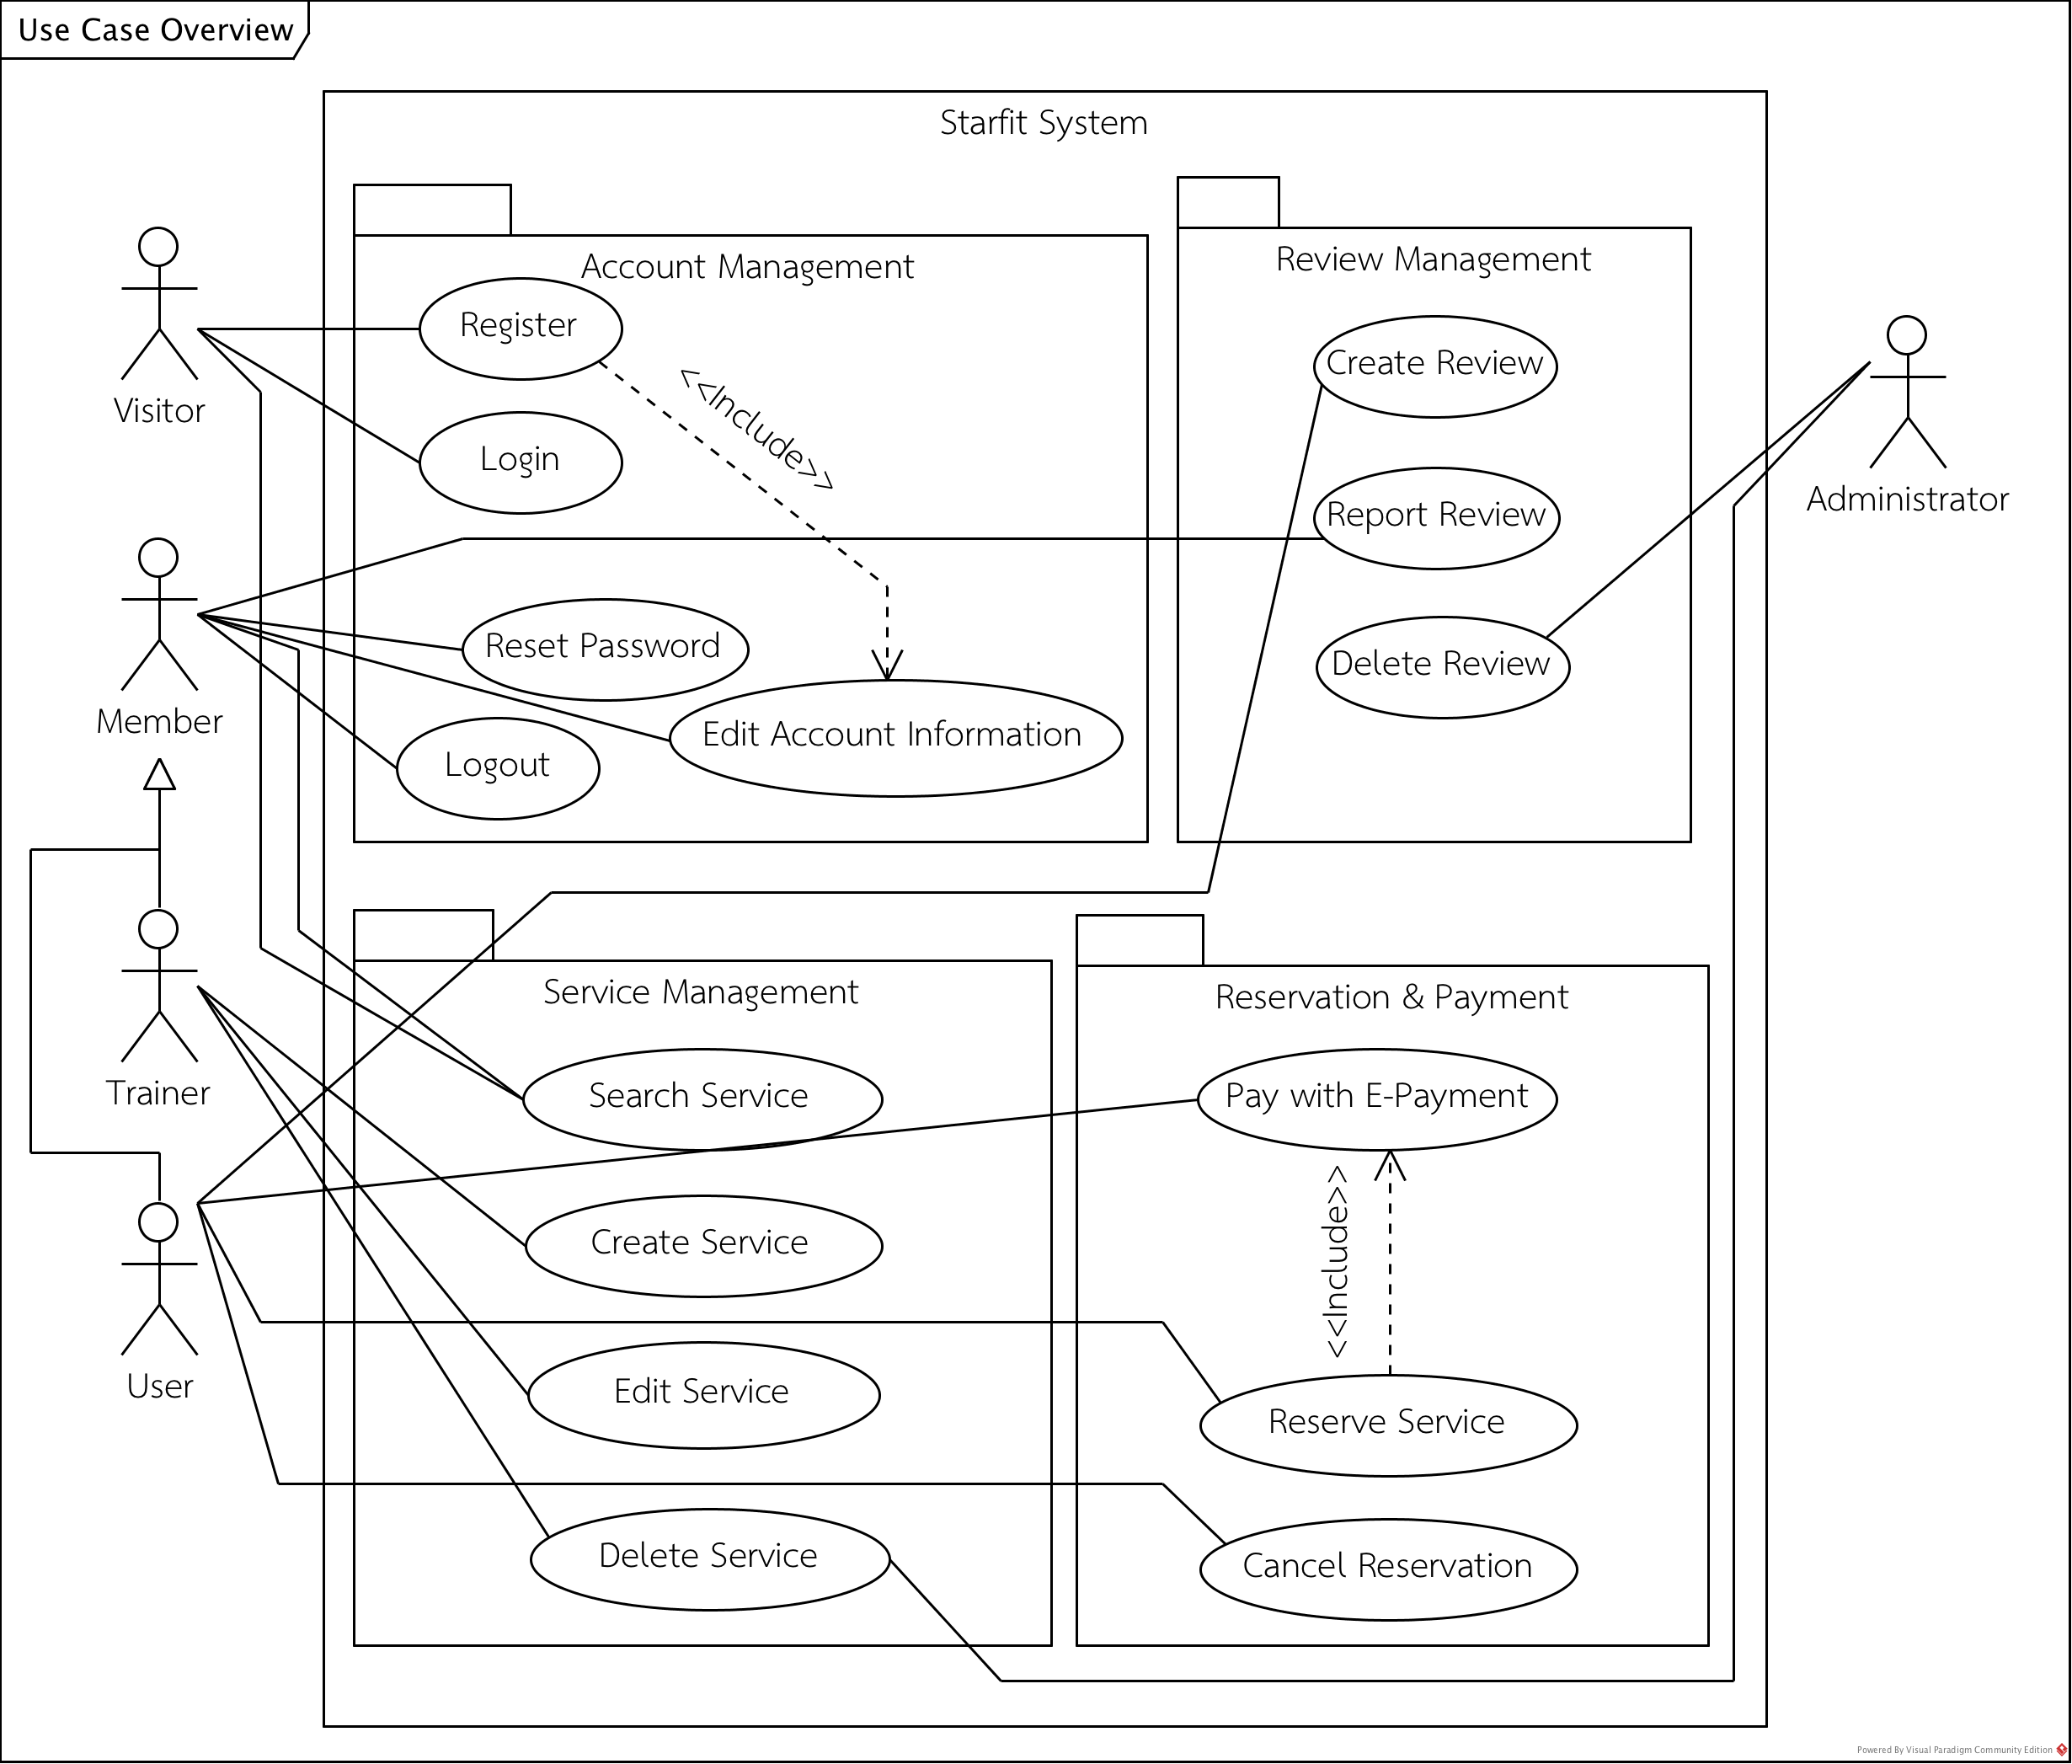 Use Case Overview
Starfit System
Account Management
Review Management
Register
Create Review
Visitor
<<Include>>
Login
Report Review
Administrator
Member
Reset Password
Delete Review
Edit Account Information
Logout
Service Management
Reservation & Payment
Trainer
Search Service
Pay with E-Payment
Create Service
<<Include>>
User
Edit Service
Reserve Service
Delete Service
Cancel Reservation
Powered By Visual Paradigm Community Edition